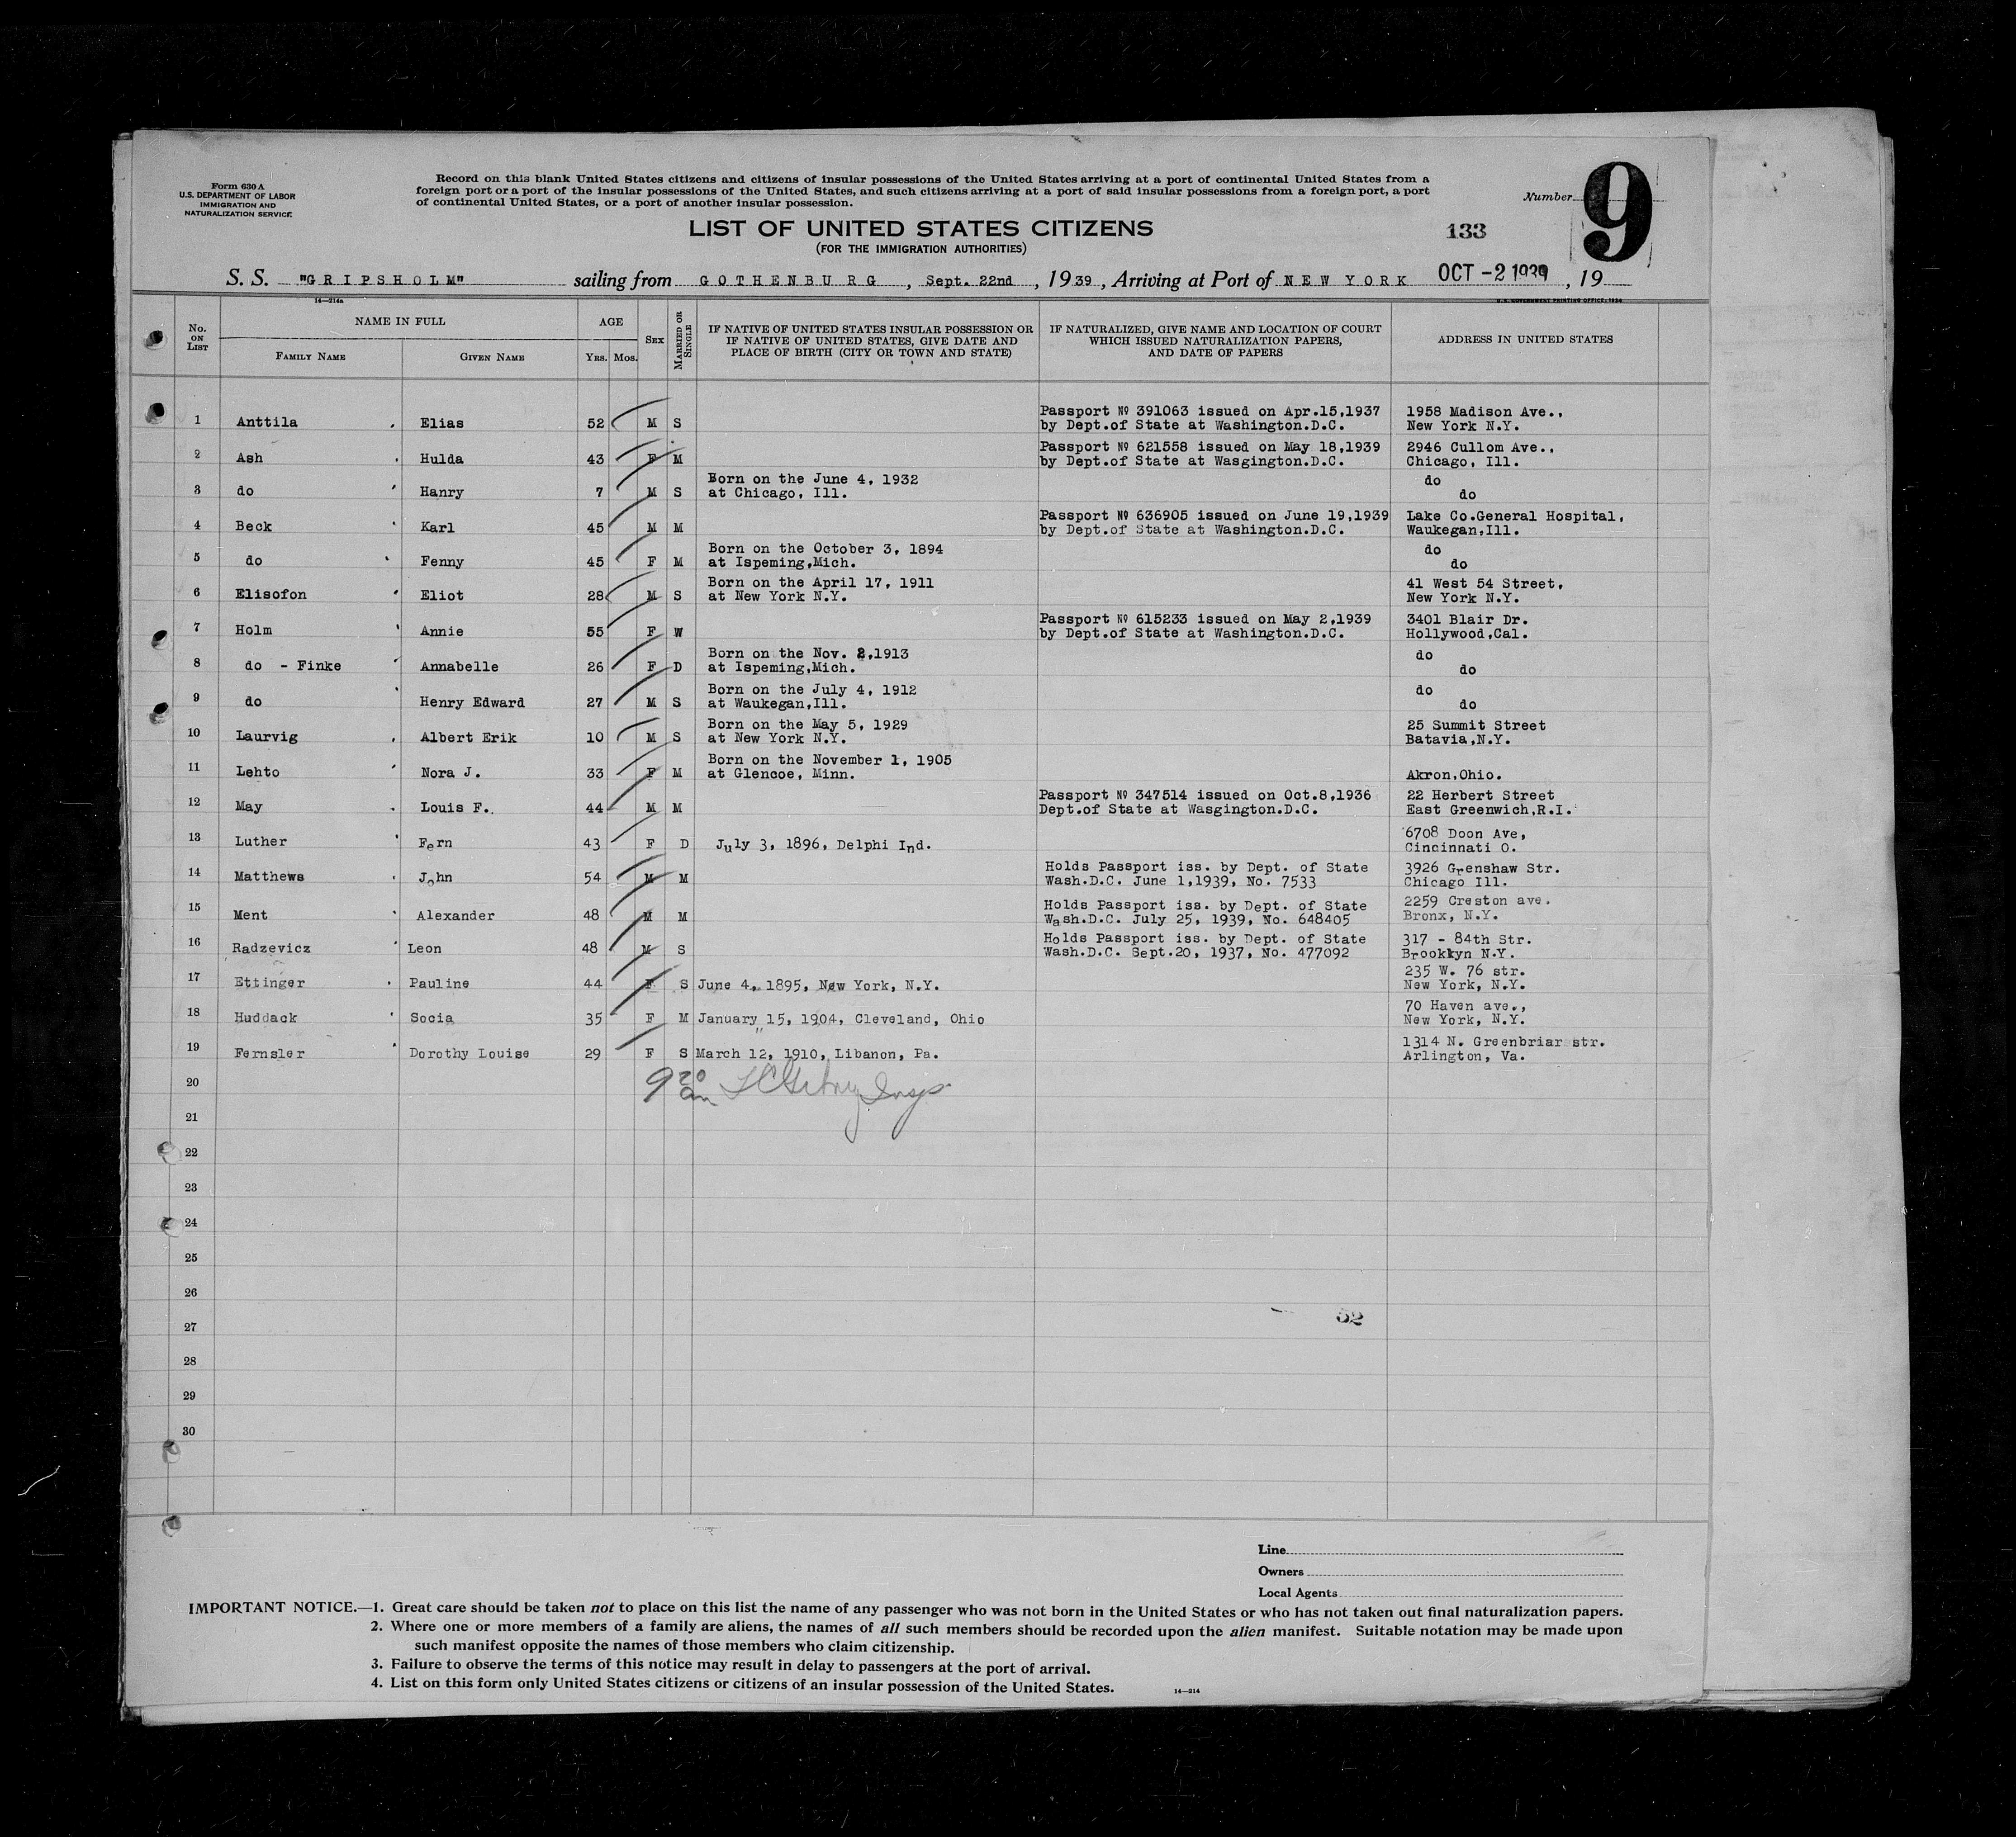 Form 630 A
U.S. DEPARTMENT OF LABOR
IMMIGRATION AND
NATURALIZATION SERVICE
Record on this blank United States citizens and citizens of insular possessions of the United States arriving at a port of continental United States from a
foreign port or a port of the insular possessions of the United States, and such citizens arriving at a port of said insular possessions from a foreign port, a port
of continental United States, or a port of another insular possession.
Number 9
LIST OF UNITED STATES CITIZENS
(FOR THE IMMIGRATION AUTHORITIES)
133
S. S. "GRIPSHOLM" sailing from GOTHENBURG, Sept. 22nd, 1939, Arriving at Port of NEW YORK OCT -2 1939, 19
14—214a
U.S. GOVERNMENT PRINTING OFFICE: 1934
No. ON LIST
NAME IN FULL
FAMILY NAME
GIVEN NAME
AGE
YRS. MOS.
SEX
MARRIED OR SINGLE
IF NATIVE OF UNITED STATES INSULAR POSSESSION OR
IF NATIVE OF UNITED STATES, GIVE DATE AND
PLACE OF BIRTH (CITY OR TOWN AND STATE)
IF NATURALIZED, GIVE NAME AND LOCATION OF COURT
WHICH ISSUED NATURALIZATION PAPERS,
AND DATE OF PAPERS
ADDRESS IN UNITED STATES
1 Anttila Elias 52 M S Passport № 391063 issued on Apr.15,1937 1958 Madison Ave.,
by Dept.of State at Washington.D.C. New York N.Y.
2 Ash Hulda 43 F M Passport № 621558 issued on May 18,1939 2946 Cullom Ave.,
by Dept.of State at Wasgington.D.C. Chicago, Ill.
3 do Hanry 7 M S Born on the June 4, 1932 do
at Chicago, Ill. do
4 Beck Karl 45 M M Passport № 636905 issued on June 19,1939 Lake Co.General Hospital,
by Dept.of State at Washington.D.C. Waukegan,Ill.
5 do Fenny 45 F M Born on the October 3, 1894 do
at Ispeming,Mich. do
6 Elisofon Eliot 28 M S Born on the April 17, 1911 41 West 54 Street,
at New York N.Y. New York N.Y.
7 Holm Annie 55 F W Passport № 615233 issued on May 2,1939 3401 Blair Dr.
by Dept.of State at Washington.D.C. Hollywood,Cal.
8 do - Finke Annabelle 26 F D Born on the Nov. 2,1913 do
at Ispeming,Mich. do
9 do Henry Edward 27 M S Born on the July 4, 1912 do
at Waukegan,Ill. do
10 Laurvig Albert Erik 10 M S Born on the May 5, 1929 25 Summit Street
at New York N.Y. Batavia,N.Y.
11 Lehto Nora J. 33 F M Born on the November 1, 1905
at Glencoe, Minn. Akron,Ohio.
12 May Louis F. 44 M M Passport № 347514 issued on Oct.8,1936 22 Herbert Street
Dept.of State at Wasgington.D.C. East Greenwich,R.I.
13 Luther Fern 43 F D July 3, 1896, Delphi Ind. 6708 Doon Ave,
Cincinnati O.
14 Matthews John 54 M M Holds Passport iss. by Dept. of State 3926 Grenshaw Str.
Wash.D.C. June 1,1939, No. 7533 Chicago Ill.
15 Ment Alexander 48 M M Holds Passport iss. by Dept. of State 2259 Creston ave.
Wash.D.C. July 25, 1939, No. 648405 Bronx, N.Y.
16 Radzevicz Leon 48 M S Holds Passport iss. by Dept. of State 317 - 84th Str.
Wash.D.C. Sept.20, 1937, No. 477092 Brooklyn N.Y.
17 Ettinger Pauline 44 F S June 4, 1895, New York, N.Y. 235 W. 76 str.
New York, N.Y.
18 Huddack Socia 35 F M January 15, 1904, Cleveland, Ohio 70 Haven ave.,
New York, N.Y.
19 Fernsler Dorothy Louise 29 F S March 12, 1910, Libanon, Pa. 1314 N. Greenbriar str.
Arlington, Va.
20 9 20 am Insp
21
22
23
24
25
26
27 52
28
29
30
Line
Owners
Local Agents
IMPORTANT NOTICE.—1. Great care should be taken not to place on this list the name of any passenger who was not born in the United States or who has not taken out final naturalization papers.
2. Where one or more members of a family are aliens, the names of all such members should be recorded upon the alien manifest. Suitable notation may be made upon
such manifest opposite the names of those members who claim citizenship.
3. Failure to observe the terms of this notice may result in delay to passengers at the port of arrival.
4. List on this form only United States citizens or citizens of an insular possession of the United States.
14—214